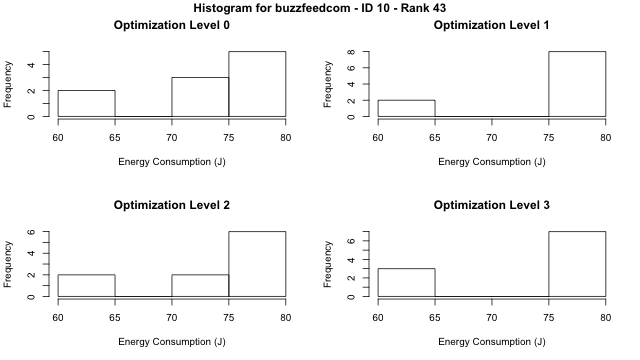 Histogram for buzzfeedcom - ID 10 - Rank 43
Optimization Level 0
Frequency
0 2 4
60 65 70 75 80
Energy Consumption (J)
Optimization Level 1
Frequency
0 2 4 6 8
60 65 70 75 80
Energy Consumption (J)
Optimization Level 2
Frequency
0 2 4 6
60 65 70 75 80
Energy Consumption (J)
Optimization Level 3
Frequency
0 2 4 6
60 65 70 75 80
Energy Consumption (J)